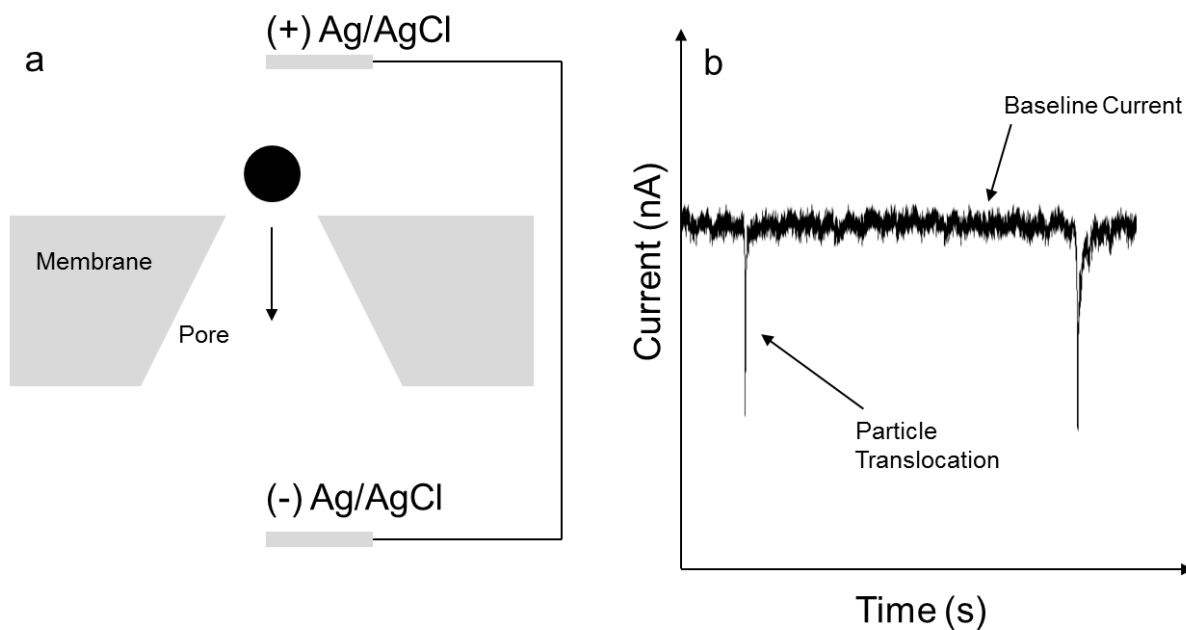 a
(+) Ag/AgCl
Membrane
Pore
(-) Ag/AgCl
b
Baseline Current
Current (nA)
Particle
Translocation
Time (s)